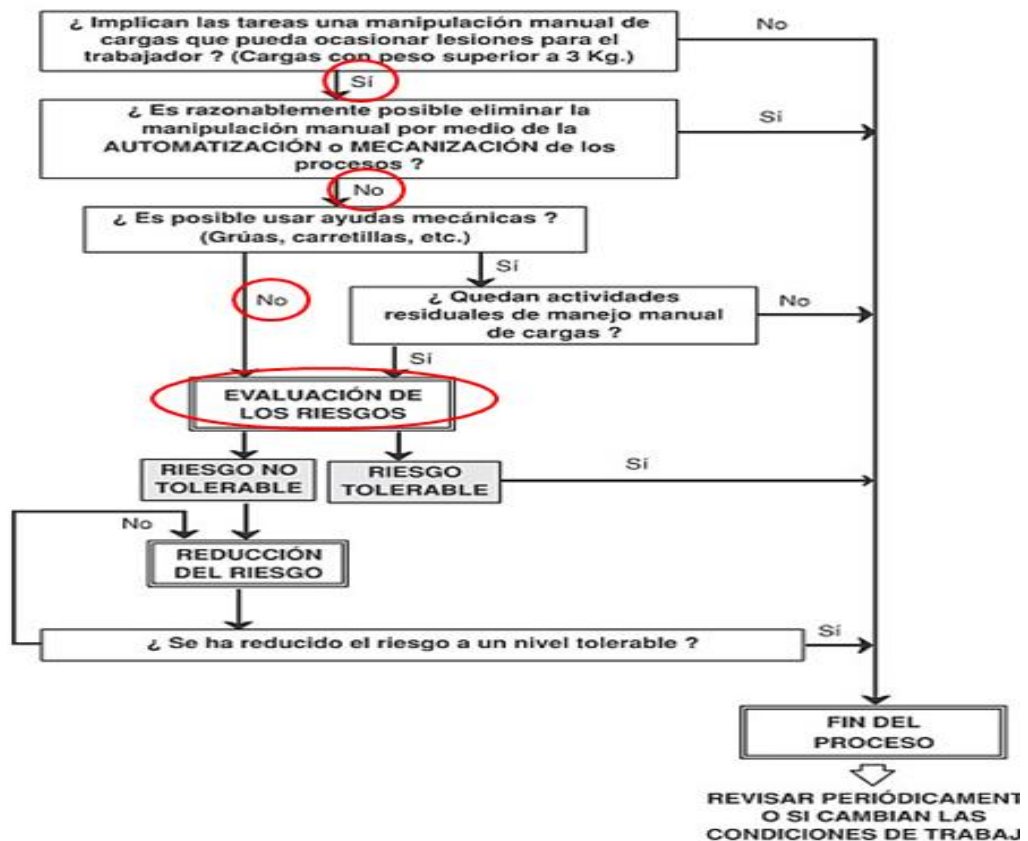 ¿ Implican las tareas una manipulación manual de
cargas que pueda ocasionar lesiones para el
trabajador ? (Cargas con peso superior a 3 Kg.)
No
Sí
¿ Es razonablemente posible eliminar la
manipulación manual por medio de la
AUTOMATIZACIÓN o MECANIZACIÓN de los
procesos ?
Sí
No
¿ Es posible usar ayudas mecánicas ?
(Grúas, carretillas, etc.)
Sí
No
¿ Quedan actividades
residuales de manejo manual
de cargas ?
No
Sí
EVALUACIÓN DE
LOS RIESGOS
RIESGO NO
TOLERABLE
RIESGO
TOLERABLE
Sí
No
REDUCCIÓN
DEL RIESGO
¿ Se ha reducido el riesgo a un nivel tolerable ?
Sí
FIN DEL
PROCESO
REVISAR PERIÓDICAMENT
O SI CAMBIAN LAS
CONDICIONES DE TRABAJ